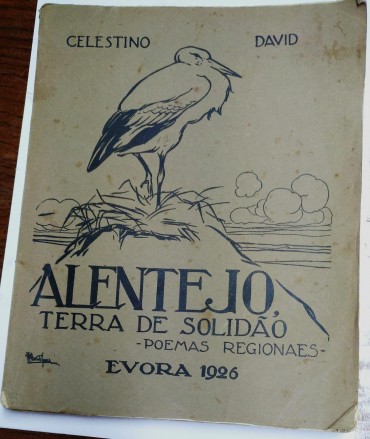 CELESTINO DAVID
ALENTEJO,
TERRA DE SOLIDÃO
-POEMAS REGIONAES-
EVORA 1926